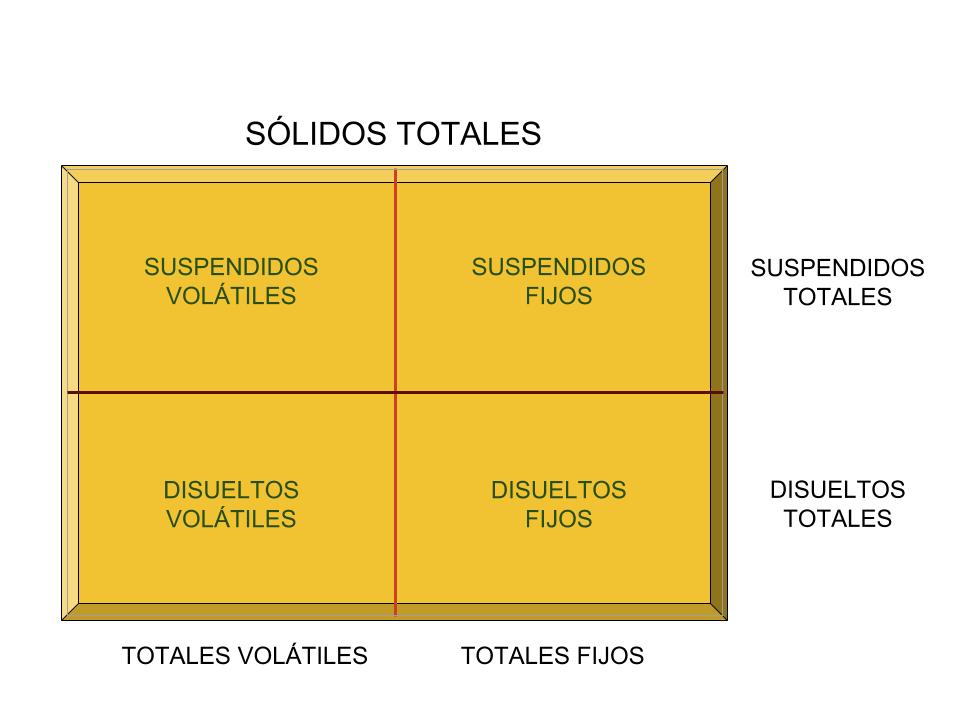 SÓLIDOS TOTALES
SUSPENDIDOS
VOLÁTILES
SUSPENDIDOS
FIJOS
SUSPENDIDOS
TOTALES
DISUELTOS
VOLÁTILES
DISUELTOS
FIJOS
DISUELTOS
TOTALES
TOTALES VOLÁTILES
TOTALES FIJOS